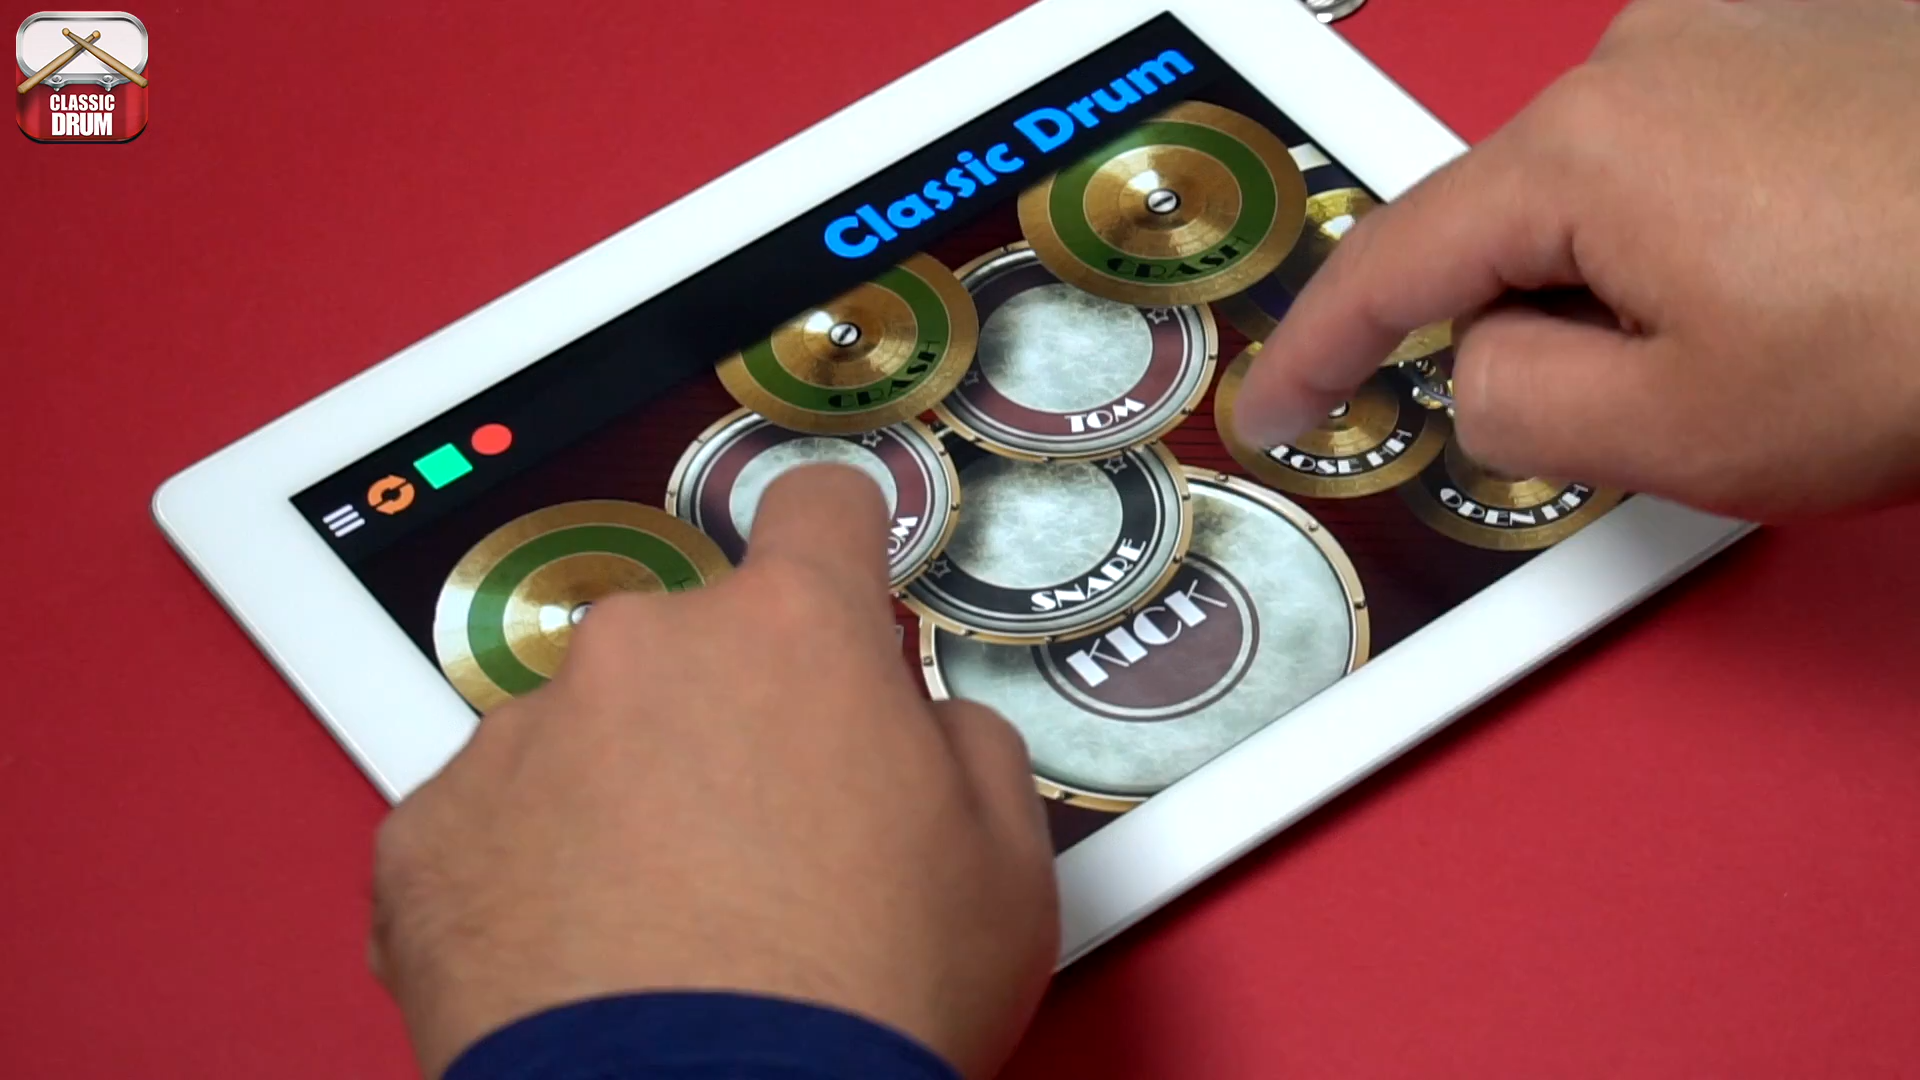 CLASSIC
DRUM
Classic Drum
CRASH
CRASH
TOM
SNARE
KICK
OPEN HH